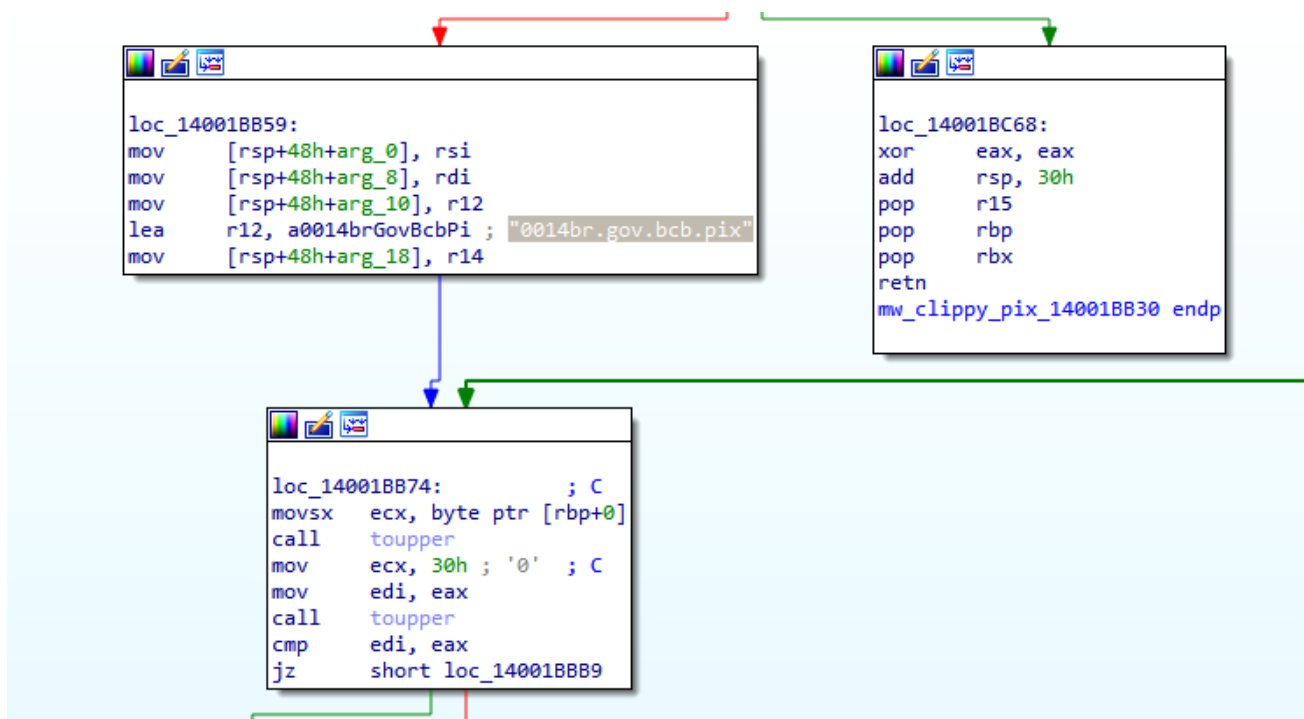 loc_14001BB59:
mov [rsp+48h+arg_0], rsi
mov [rsp+48h+arg_8], rdi
mov [rsp+48h+arg_10], r12
lea r12, a0014brGovBcbPi ; "0014br.gov.bcb.pix"
mov [rsp+48h+arg_18], r14
loc_14001BC68:
xor eax, eax
add rsp, 30h
pop r15
pop rbp
pop rbx
retn
mw_clippy_pix_14001BB30 endp
loc_14001BB74: ; C
movsx ecx, byte ptr [rbp+0]
call toupper
mov ecx, 30h ; '0' ; C
mov edi, eax
call toupper
cmp edi, eax
jz short loc_14001BBB9